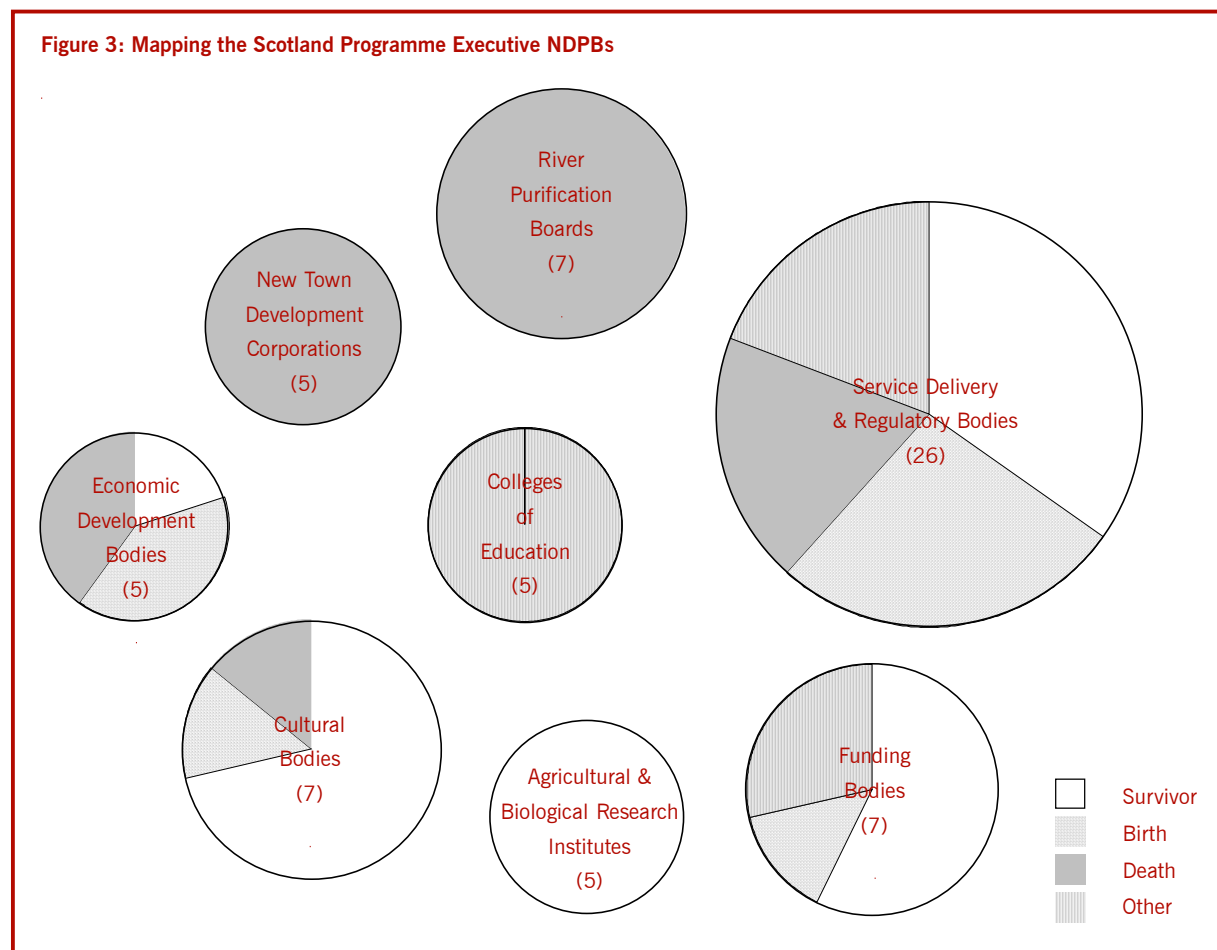 Figure 3: Mapping the Scotland Programme Executive NDPBs
River
Purification
Boards
(7)
New Town
Development
Corporations
(5)
Service Delivery
& Regulatory Bodies
(26)
Economic
Development
Bodies
(5)
Colleges
of
Education
(5)
Cultural
Bodies
(7)
Agricultural &
Biological Research
Institutes
(5)
Funding
Bodies
(7)
Survivor
Birth
Death
Other